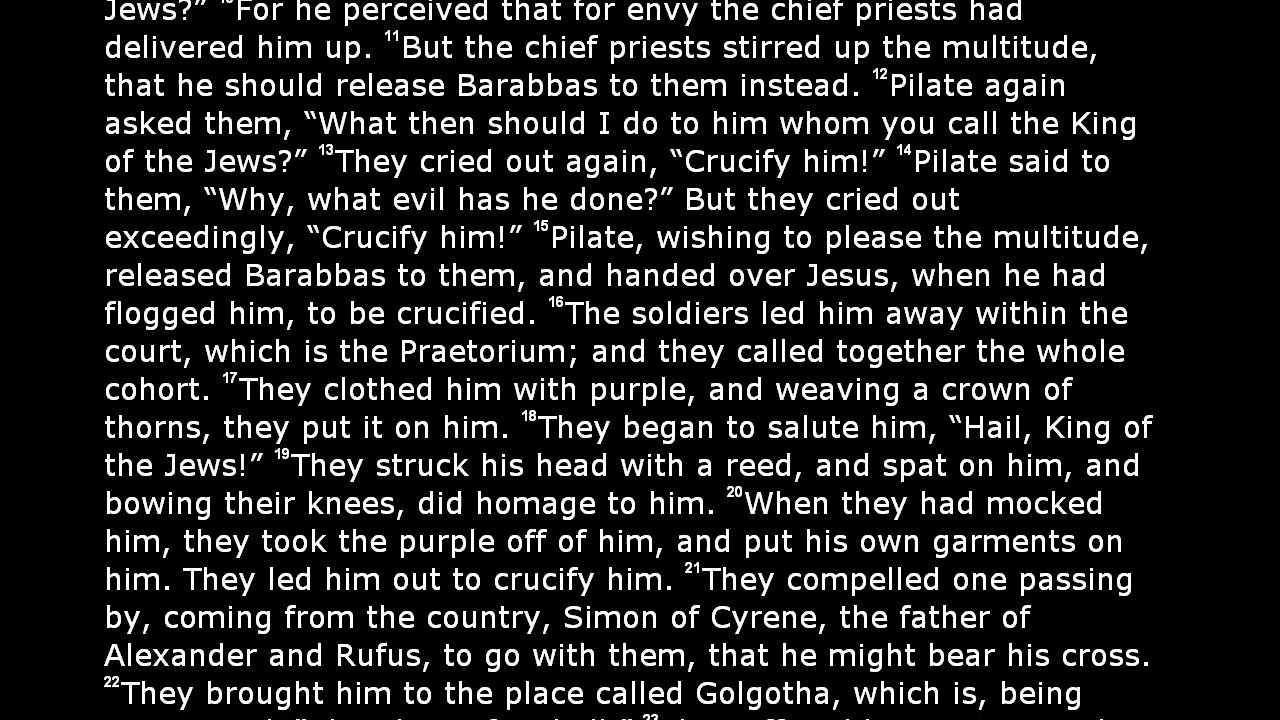 Jews?” 10For he perceived that for envy the chief priests had
delivered him up. 11But the chief priests stirred up the multitude,
that he should release Barabbas to them instead. 12Pilate again
asked them, “What then should I do to him whom you call the King
of the Jews?” 13They cried out again, “Crucify him!” 14Pilate said to
them, “Why, what evil has he done?” But they cried out
exceedingly, “Crucify him!” 15Pilate, wishing to please the multitude,
released Barabbas to them, and handed over Jesus, when he had
flogged him, to be crucified. 16The soldiers led him away within the
court, which is the Praetorium; and they called together the whole
cohort. 17They clothed him with purple, and weaving a crown of
thorns, they put it on him. 18They began to salute him, “Hail, King of
the Jews!” 19They struck his head with a reed, and spat on him, and
bowing their knees, did homage to him. 20When they had mocked
him, they took the purple off of him, and put his own garments on
him. They led him out to crucify him. 21They compelled one passing
by, coming from the country, Simon of Cyrene, the father of
Alexander and Rufus, to go with them, that he might bear his cross.
22They brought him to the place called Golgotha, which is, being
23